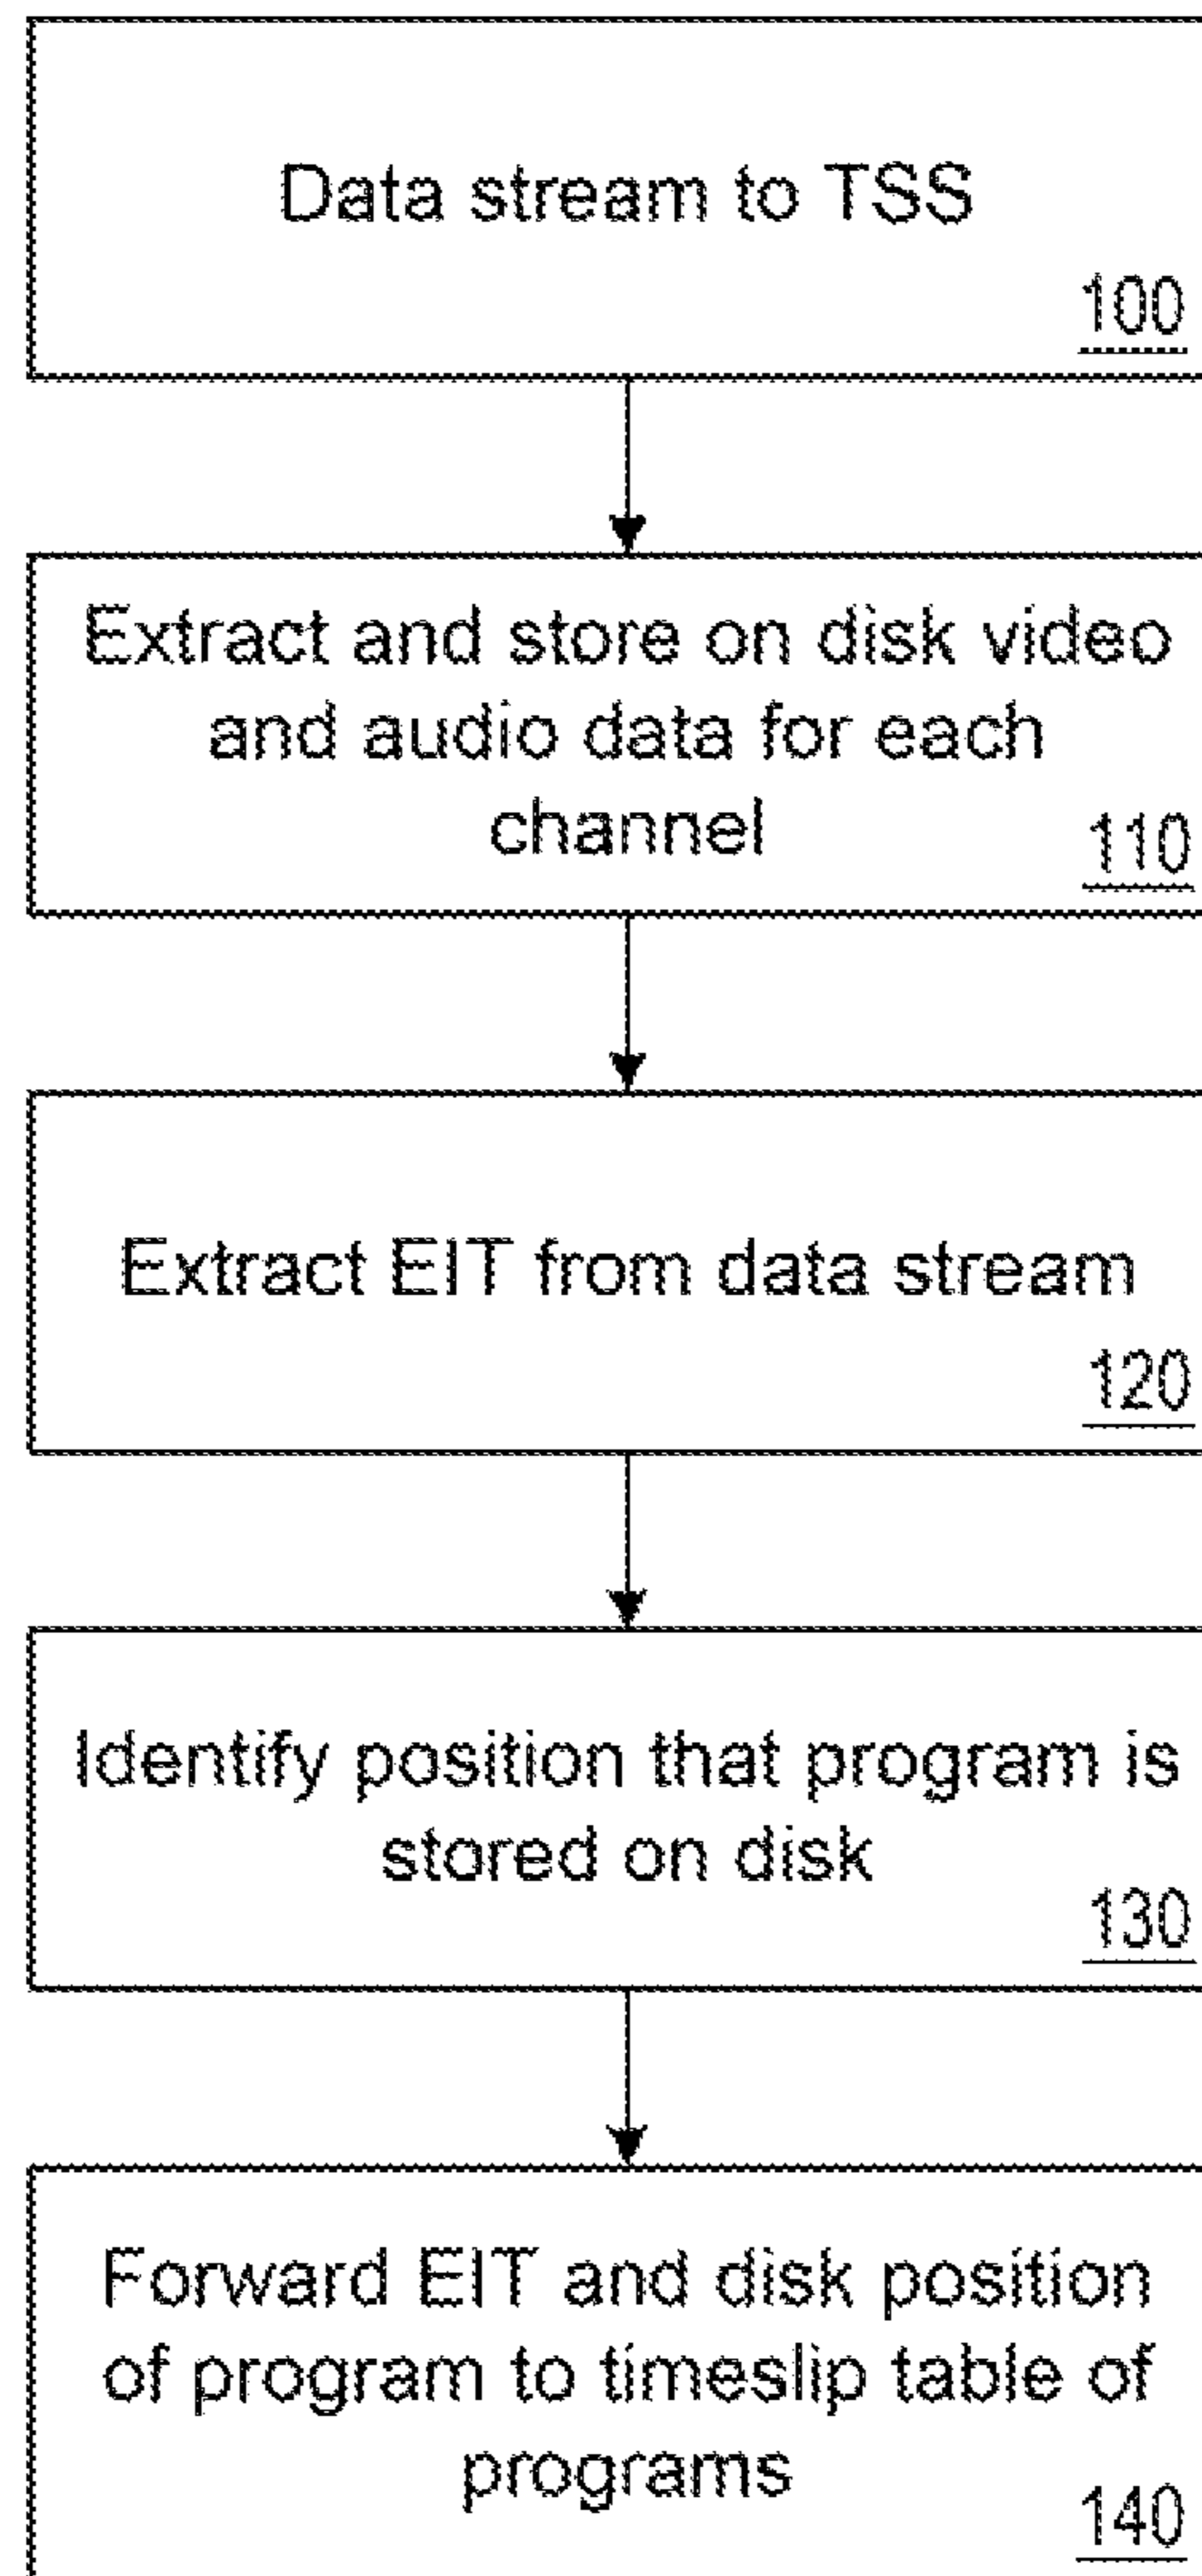 Data stream to TSS
100
Extract and store on disk video
and audio data for each
channel
110
Extract EIT from data stream
120
Identify position that program is
stored on disk
130
Forward EIT and disk position
of program to timeslip table of
programs
140